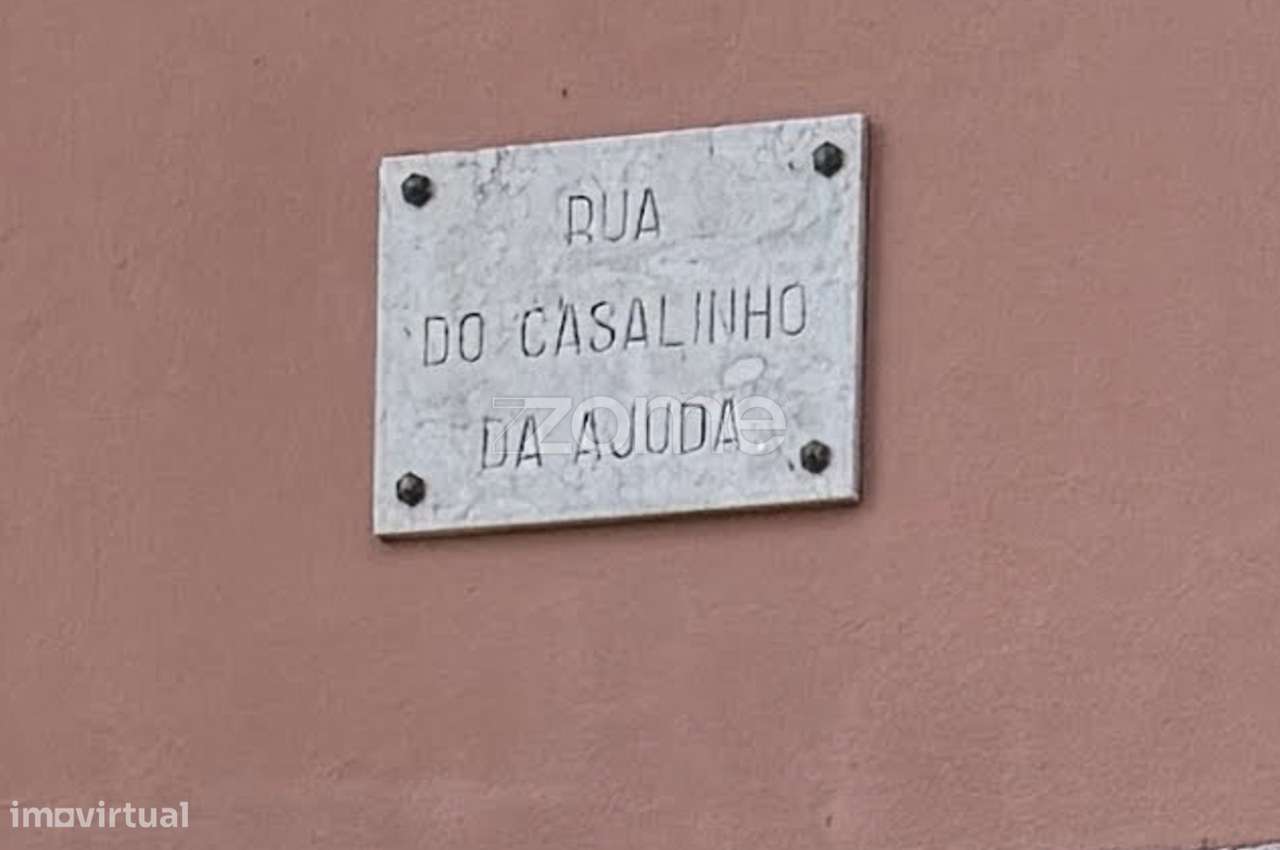 RUA
DO CASALINHO
DA AJUDA
zome
imovirtual